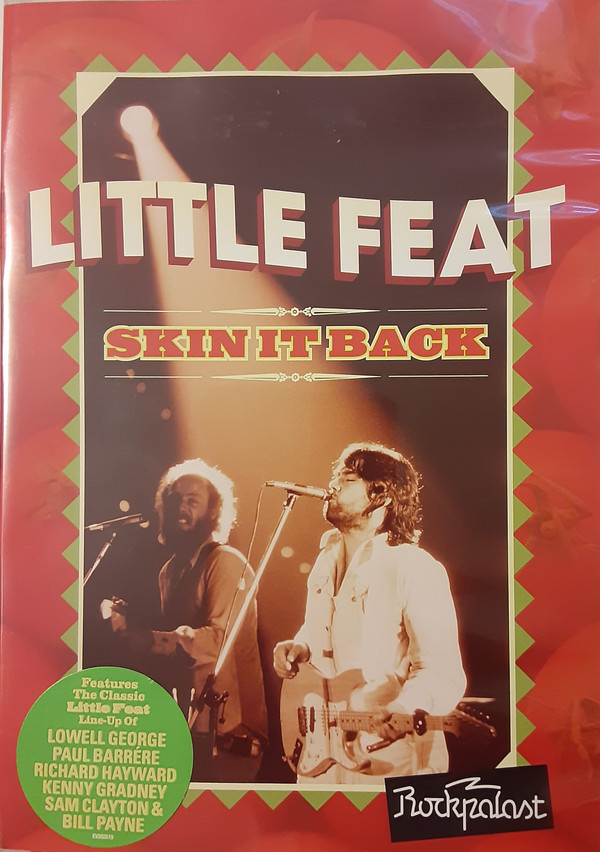 LITTLE FEAT
SKIN IT BACK
Features
The Classic
Little Feat
Line-Up Of
LOWELL GEORGE
PAUL BARRÉRE
RICHARD HAYWARD
KENNY GRADNEY
SAM CLAYTON &
BILL PAYNE
Rockpalast